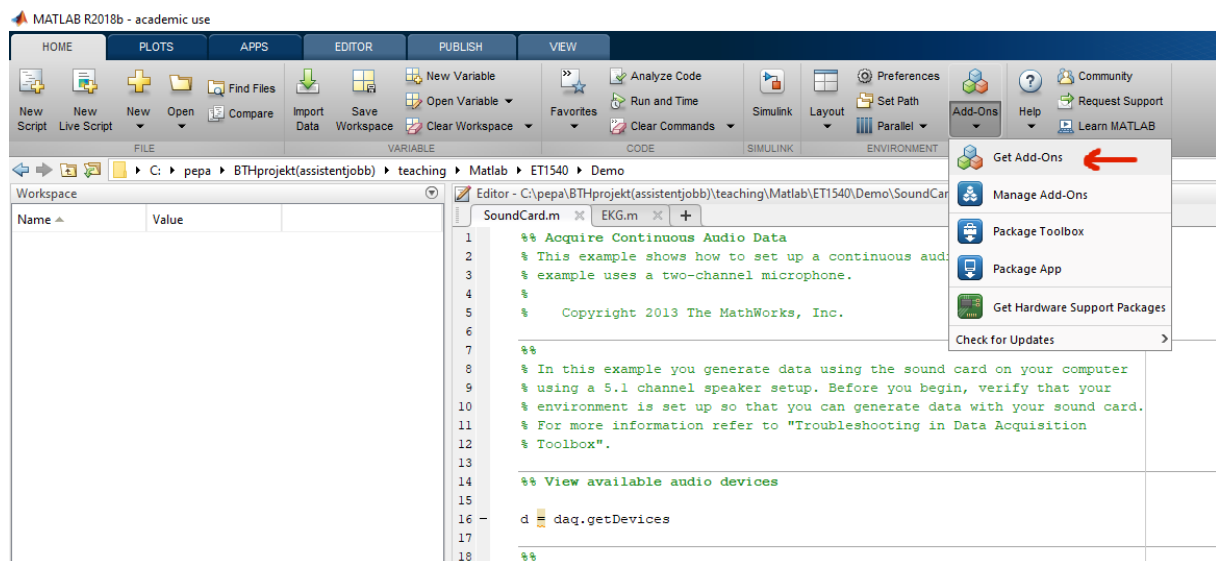 MATLAB R2018b - academic use
HOME PLOTS APPS EDITOR PUBLISH VIEW
New Script
New Live Script
New
Open
Find Files
Compare
Import Data
Save Workspace
New Variable
Open Variable
Clear Workspace
Favorites
Analyze Code
Run and Time
Clear Commands
Simulink
Layout
Preferences
Set Path
Parallel
Add-Ons
Help
Community
Request Support
Learn MATLAB
FILE VARIABLE CODE SIMULINK ENVIRONMENT
Get Add-Ons
Manage Add-Ons
Package Toolbox
Package App
Get Hardware Support Packages
Check for Updates
C: pepa BTHprojekt(assistentjobb) teaching Matlab ET1540 Demo
Workspace
Name Value
Editor - C:\pepa\BTHprojekt(assistentjobb)\teaching\Matlab\ET1540\Demo\SoundCar
SoundCard.m EKG.m
1 %% Acquire Continuous Audio Data
2 % This example shows how to set up a continuous aud
3 % example uses a two-channel microphone.
4 %
5 % Copyright 2013 The MathWorks, Inc.
6
7 %%
8 % In this example you generate data using the sound card on your computer
9 % using a 5.1 channel speaker setup. Before you begin, verify that your
10 % environment is set up so that you can generate data with your sound card.
11 % For more information refer to "Troubleshooting in Data Acquisition
12 % Toolbox".
13
14 %% View available audio devices
15
16 – d = daq.getDevices
17
18 %%